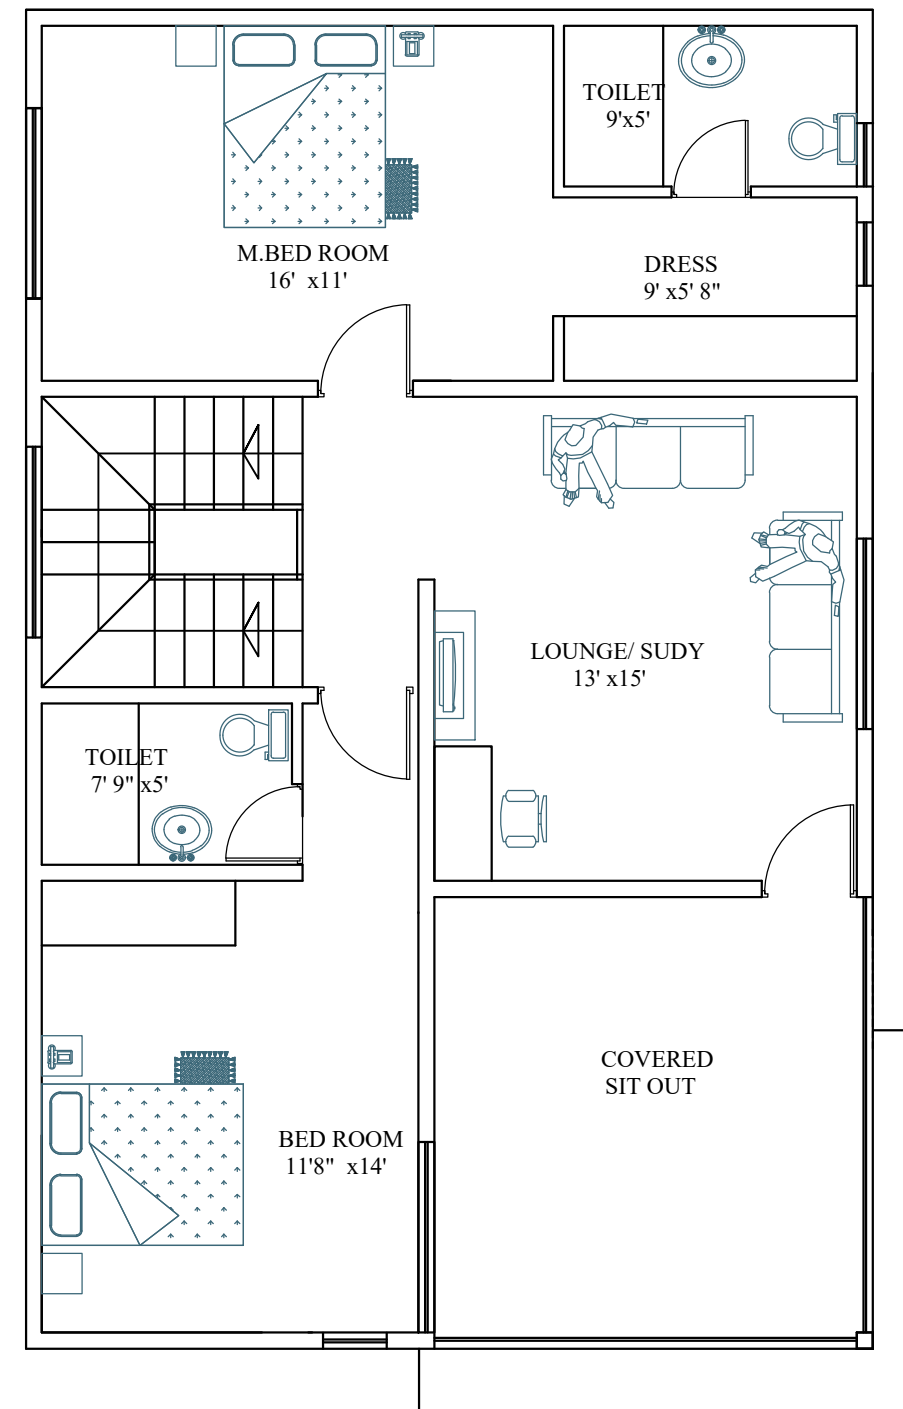 TOILET
9'x5'
M.BED ROOM
16' x11'
DRESS
9' x5' 8"
LOUNGE/ SUDY
13' x15'
TOILET
7' 9" x5'
COVERED
SIT OUT
BED ROOM
11'8" x14'